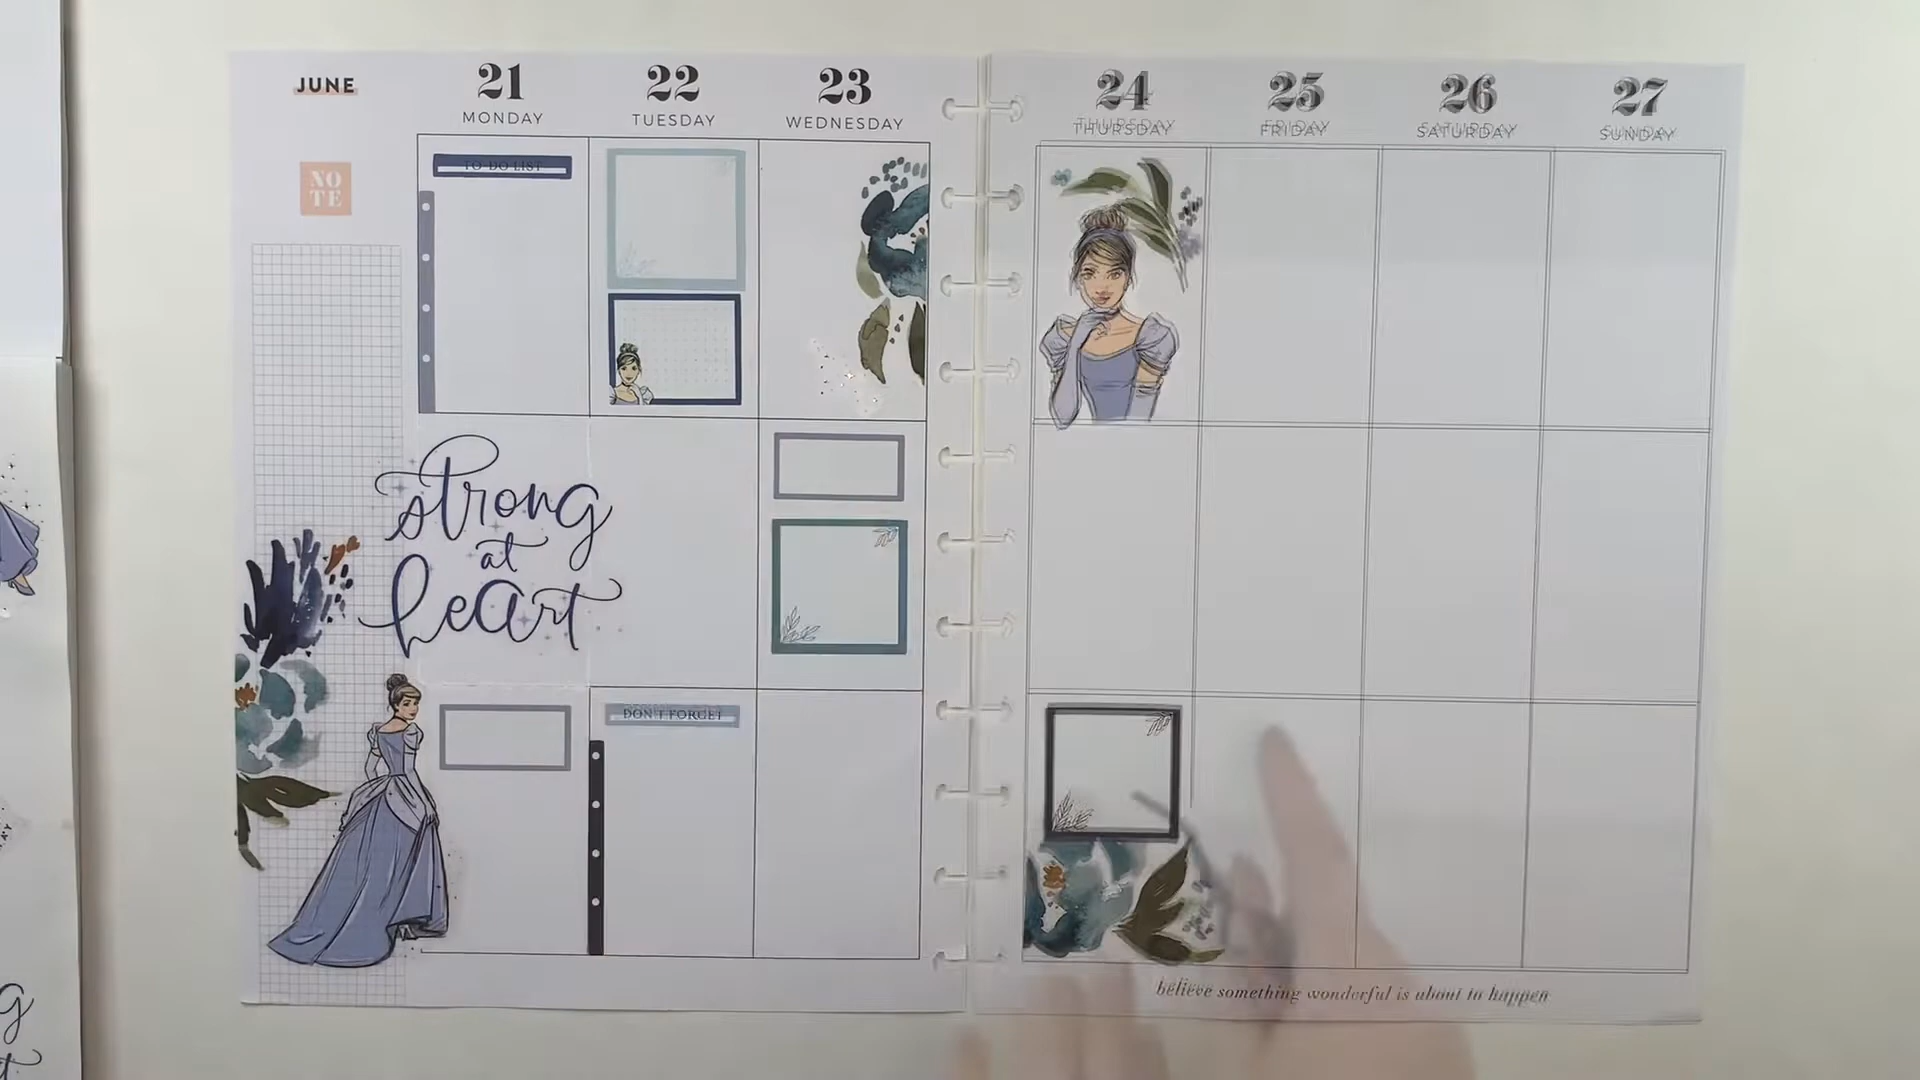 JUNE
21
MONDAY
22
TUESDAY
23
WEDNESDAY
24
THURSDAY
25
FRIDAY
26
SATURDAY
27
SUNDAY
NO
TE
TO-DO LIST
strong
at
heart
DON'T FORGET
believe something wonderful is about to happen